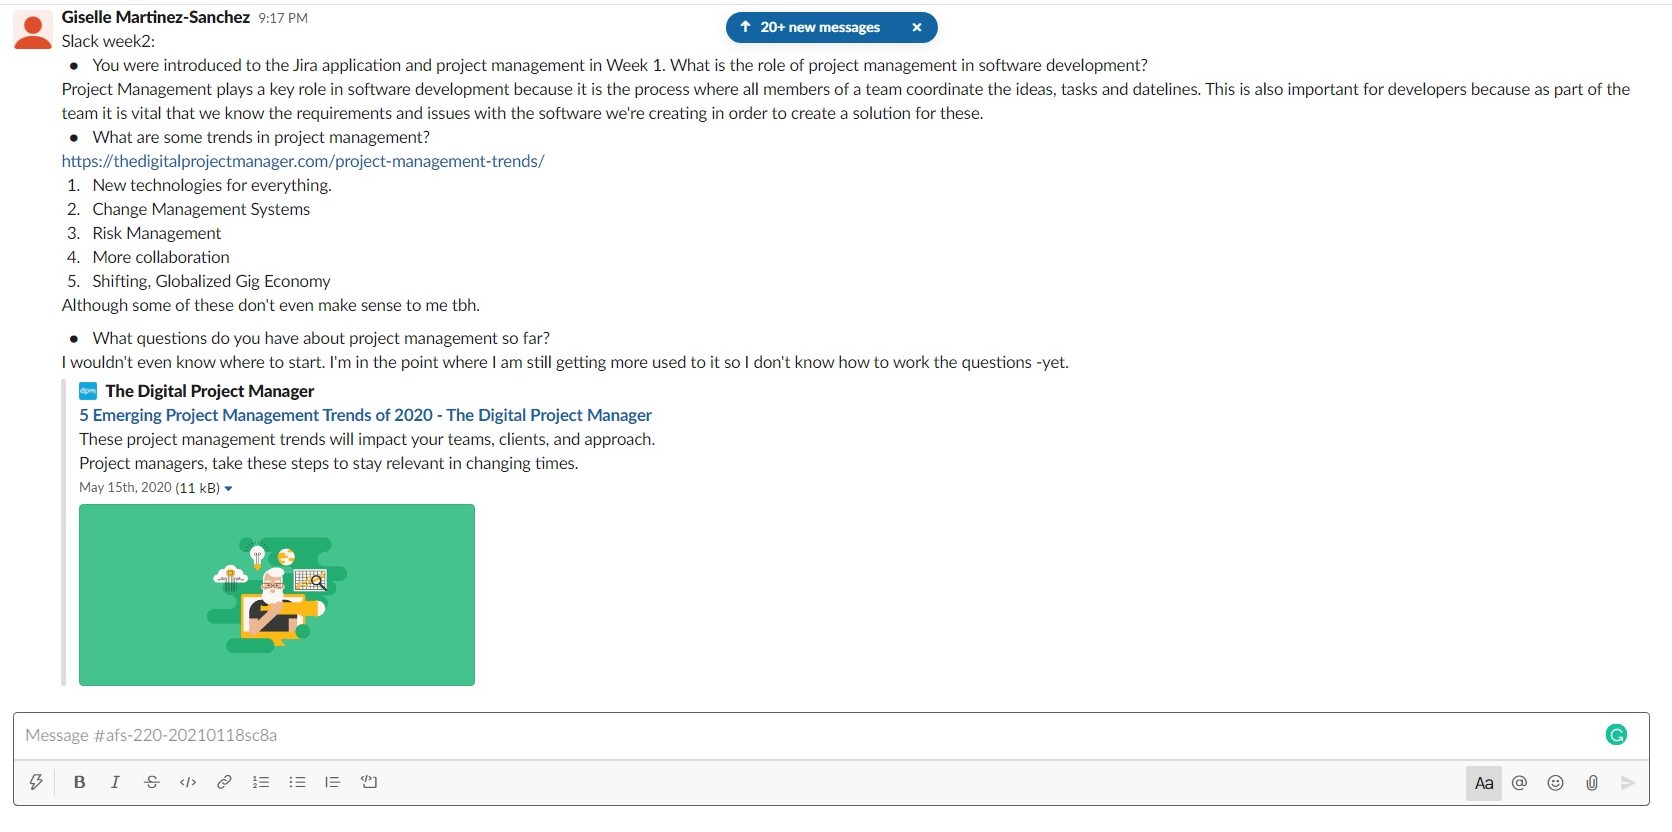 Giselle Martinez-Sanchez 9:17 PM
↑ 20+ new messages ×
Slack week2:
• You were introduced to the Jira application and project management in Week 1. What is the role of project management in software development?
Project Management plays a key role in software development because it is the process where all members of a team coordinate the ideas, tasks and datelines. This is also important for developers because as part of the
team it is vital that we know the requirements and issues with the software we're creating in order to create a solution for these.
• What are some trends in project management?
https://thedigitalprojectmanager.com/project-management-trends/
1. New technologies for everything.
2. Change Management Systems
3. Risk Management
4. More collaboration
5. Shifting, Globalized Gig Economy
Although some of these don't even make sense to me tbh.
• What questions do you have about project management so far?
I wouldn't even know where to start. I'm in the point where I am still getting more used to it so I don't know how to work the questions -yet.
dpm The Digital Project Manager
5 Emerging Project Management Trends of 2020 - The Digital Project Manager
These project management trends will impact your teams, clients, and approach.
Project managers, take these steps to stay relevant in changing times.
May 15th, 2020 (11 kB)
Message #afs-220-20210118sc8a
B I S </> Aa @